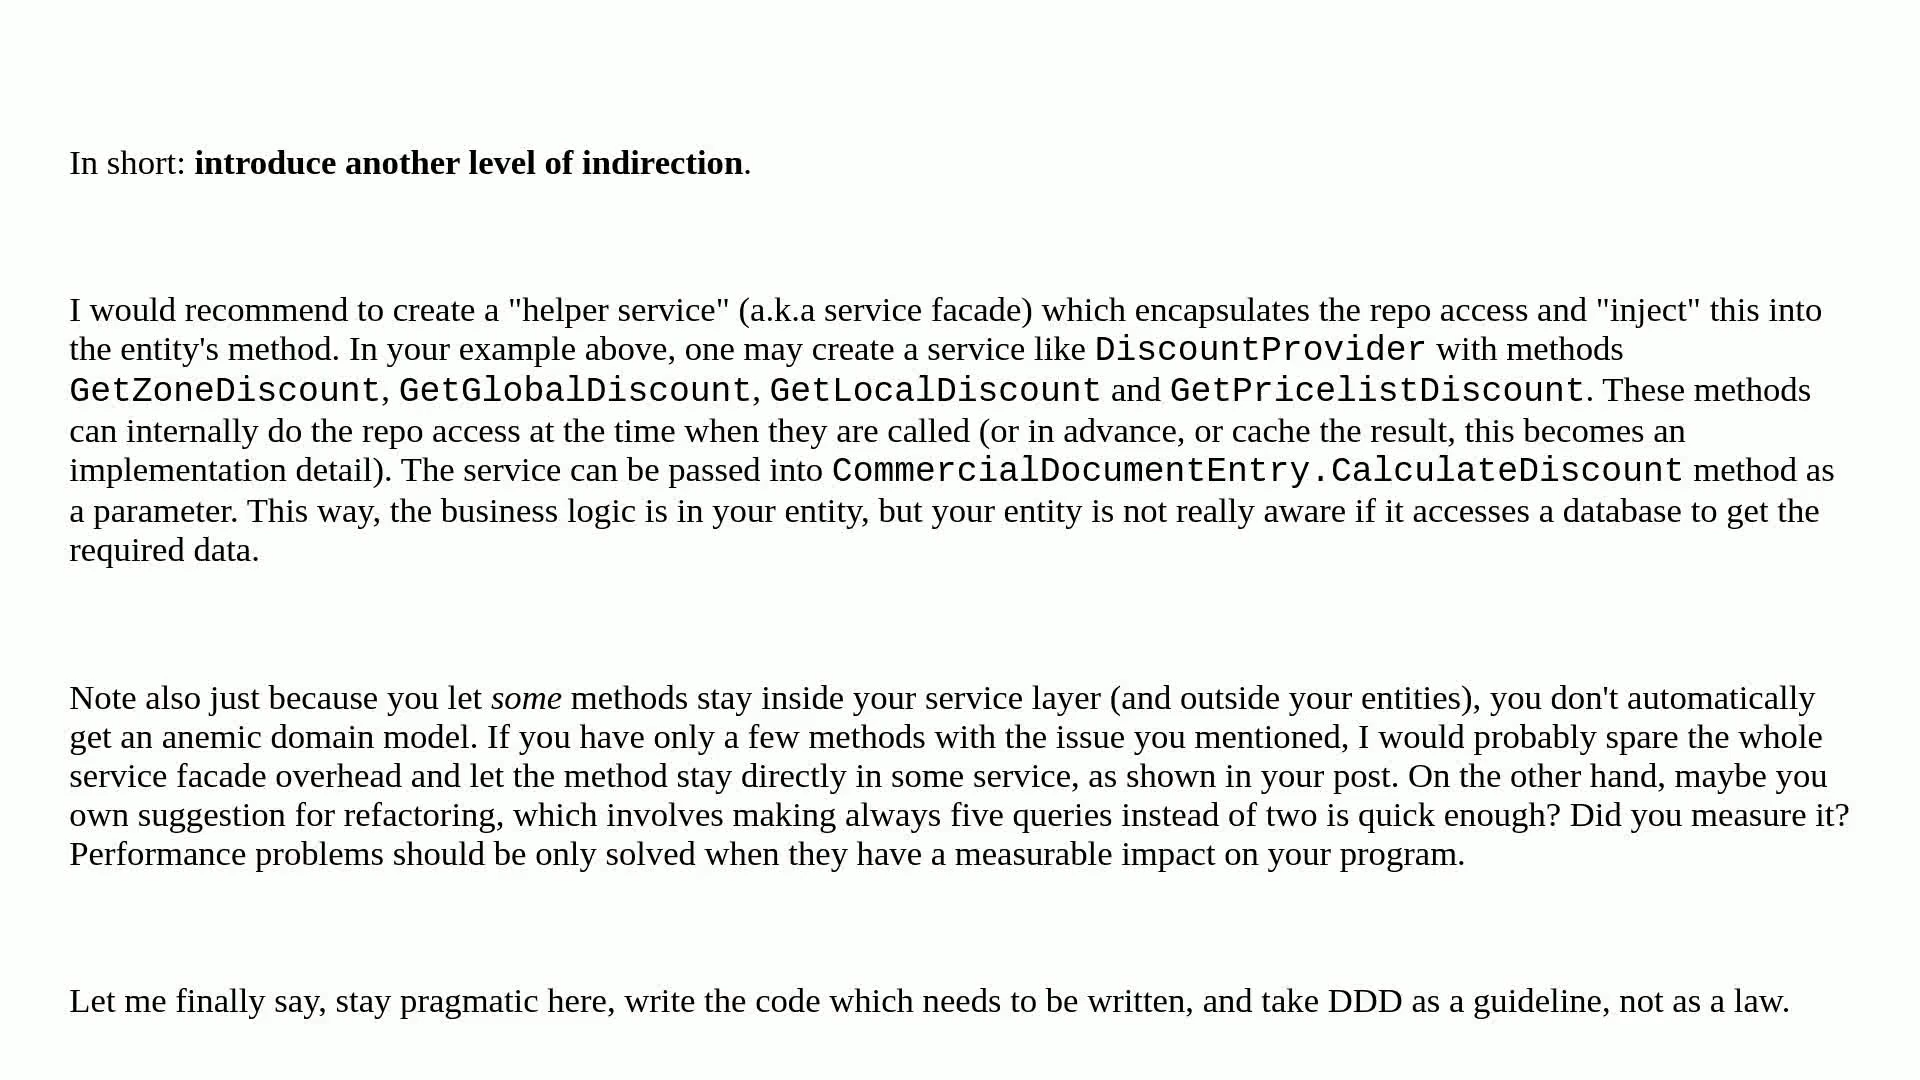 In short: introduce another level of indirection.
I would recommend to create a "helper service" (a.k.a service facade) which encapsulates the repo access and "inject" this into
the entity's method. In your example above, one may create a service like DiscountProvider with methods
GetZoneDiscount, GetGlobalDiscount, GetLocalDiscount and GetPricelistDiscount. These methods
can internally do the repo access at the time when they are called (or in advance, or cache the result, this becomes an
implementation detail). The service can be passed into CommercialDocumentEntry.CalculateDiscount method as
a parameter. This way, the business logic is in your entity, but your entity is not really aware if it accesses a database to get the
required data.
Note also just because you let some methods stay inside your service layer (and outside your entities), you don't automatically
get an anemic domain model. If you have only a few methods with the issue you mentioned, I would probably spare the whole
service facade overhead and let the method stay directly in some service, as shown in your post. On the other hand, maybe you
own suggestion for refactoring, which involves making always five queries instead of two is quick enough? Did you measure it?
Performance problems should be only solved when they have a measurable impact on your program.
Let me finally say, stay pragmatic here, write the code which needs to be written, and take DDD as a guideline, not as a law.